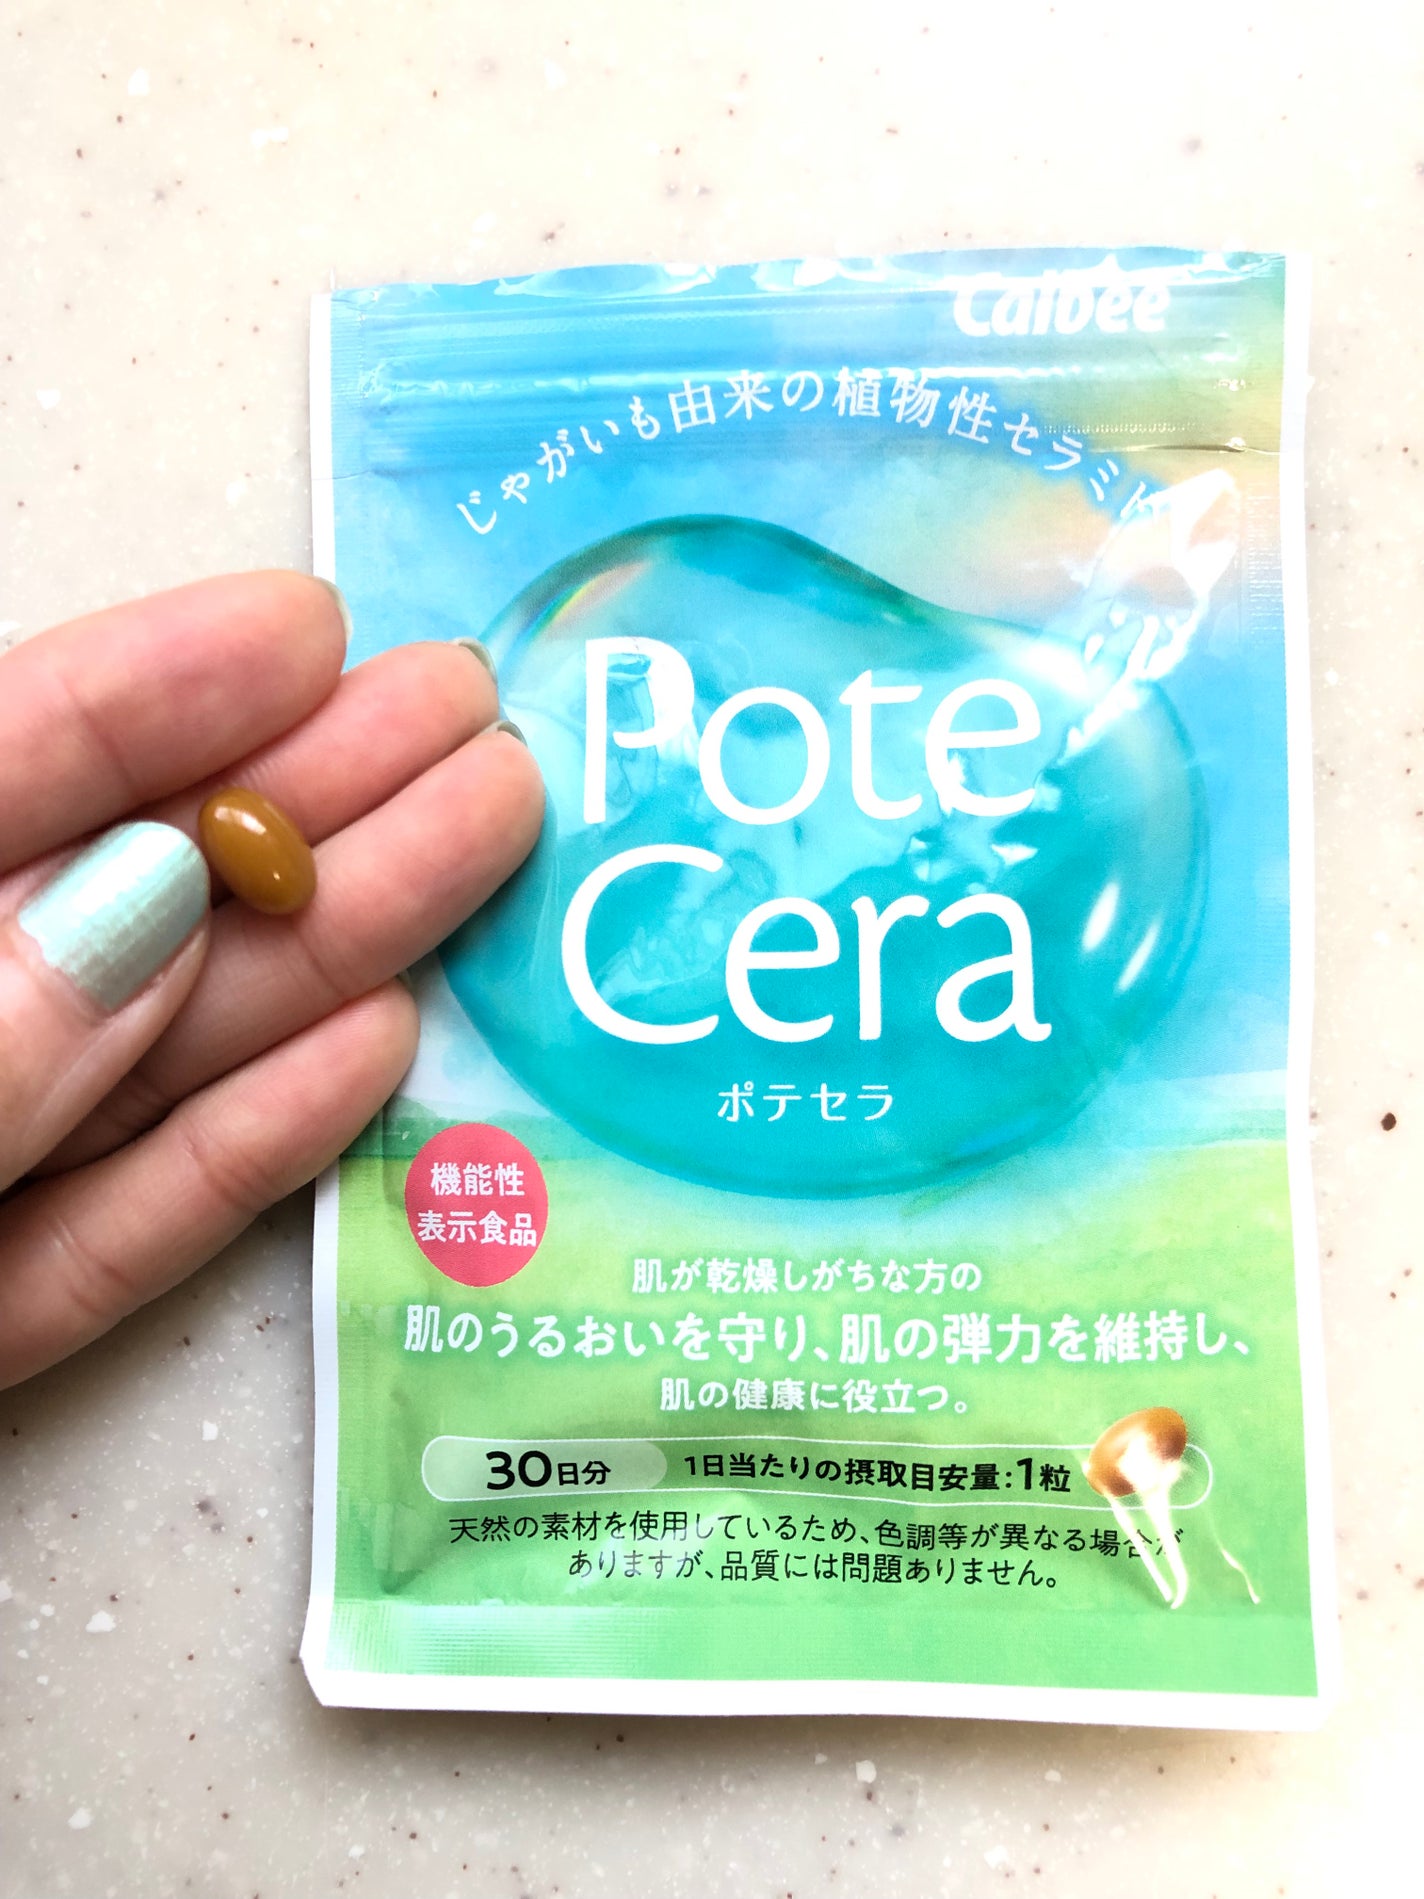 Calbee
じゃがいも由来の植物性セラミド
Pote
Cera
ポテセラ
機能性
表示食品
肌が乾燥しがちな方の
肌のうるおいを守り、肌の弾力を維持し、
肌の健康に役立つ。
30日分 1日当たりの摂取目安量:1粒
天然の素材を使用しているため、色調等が異なる場合が
ありますが、品質には問題ありません。